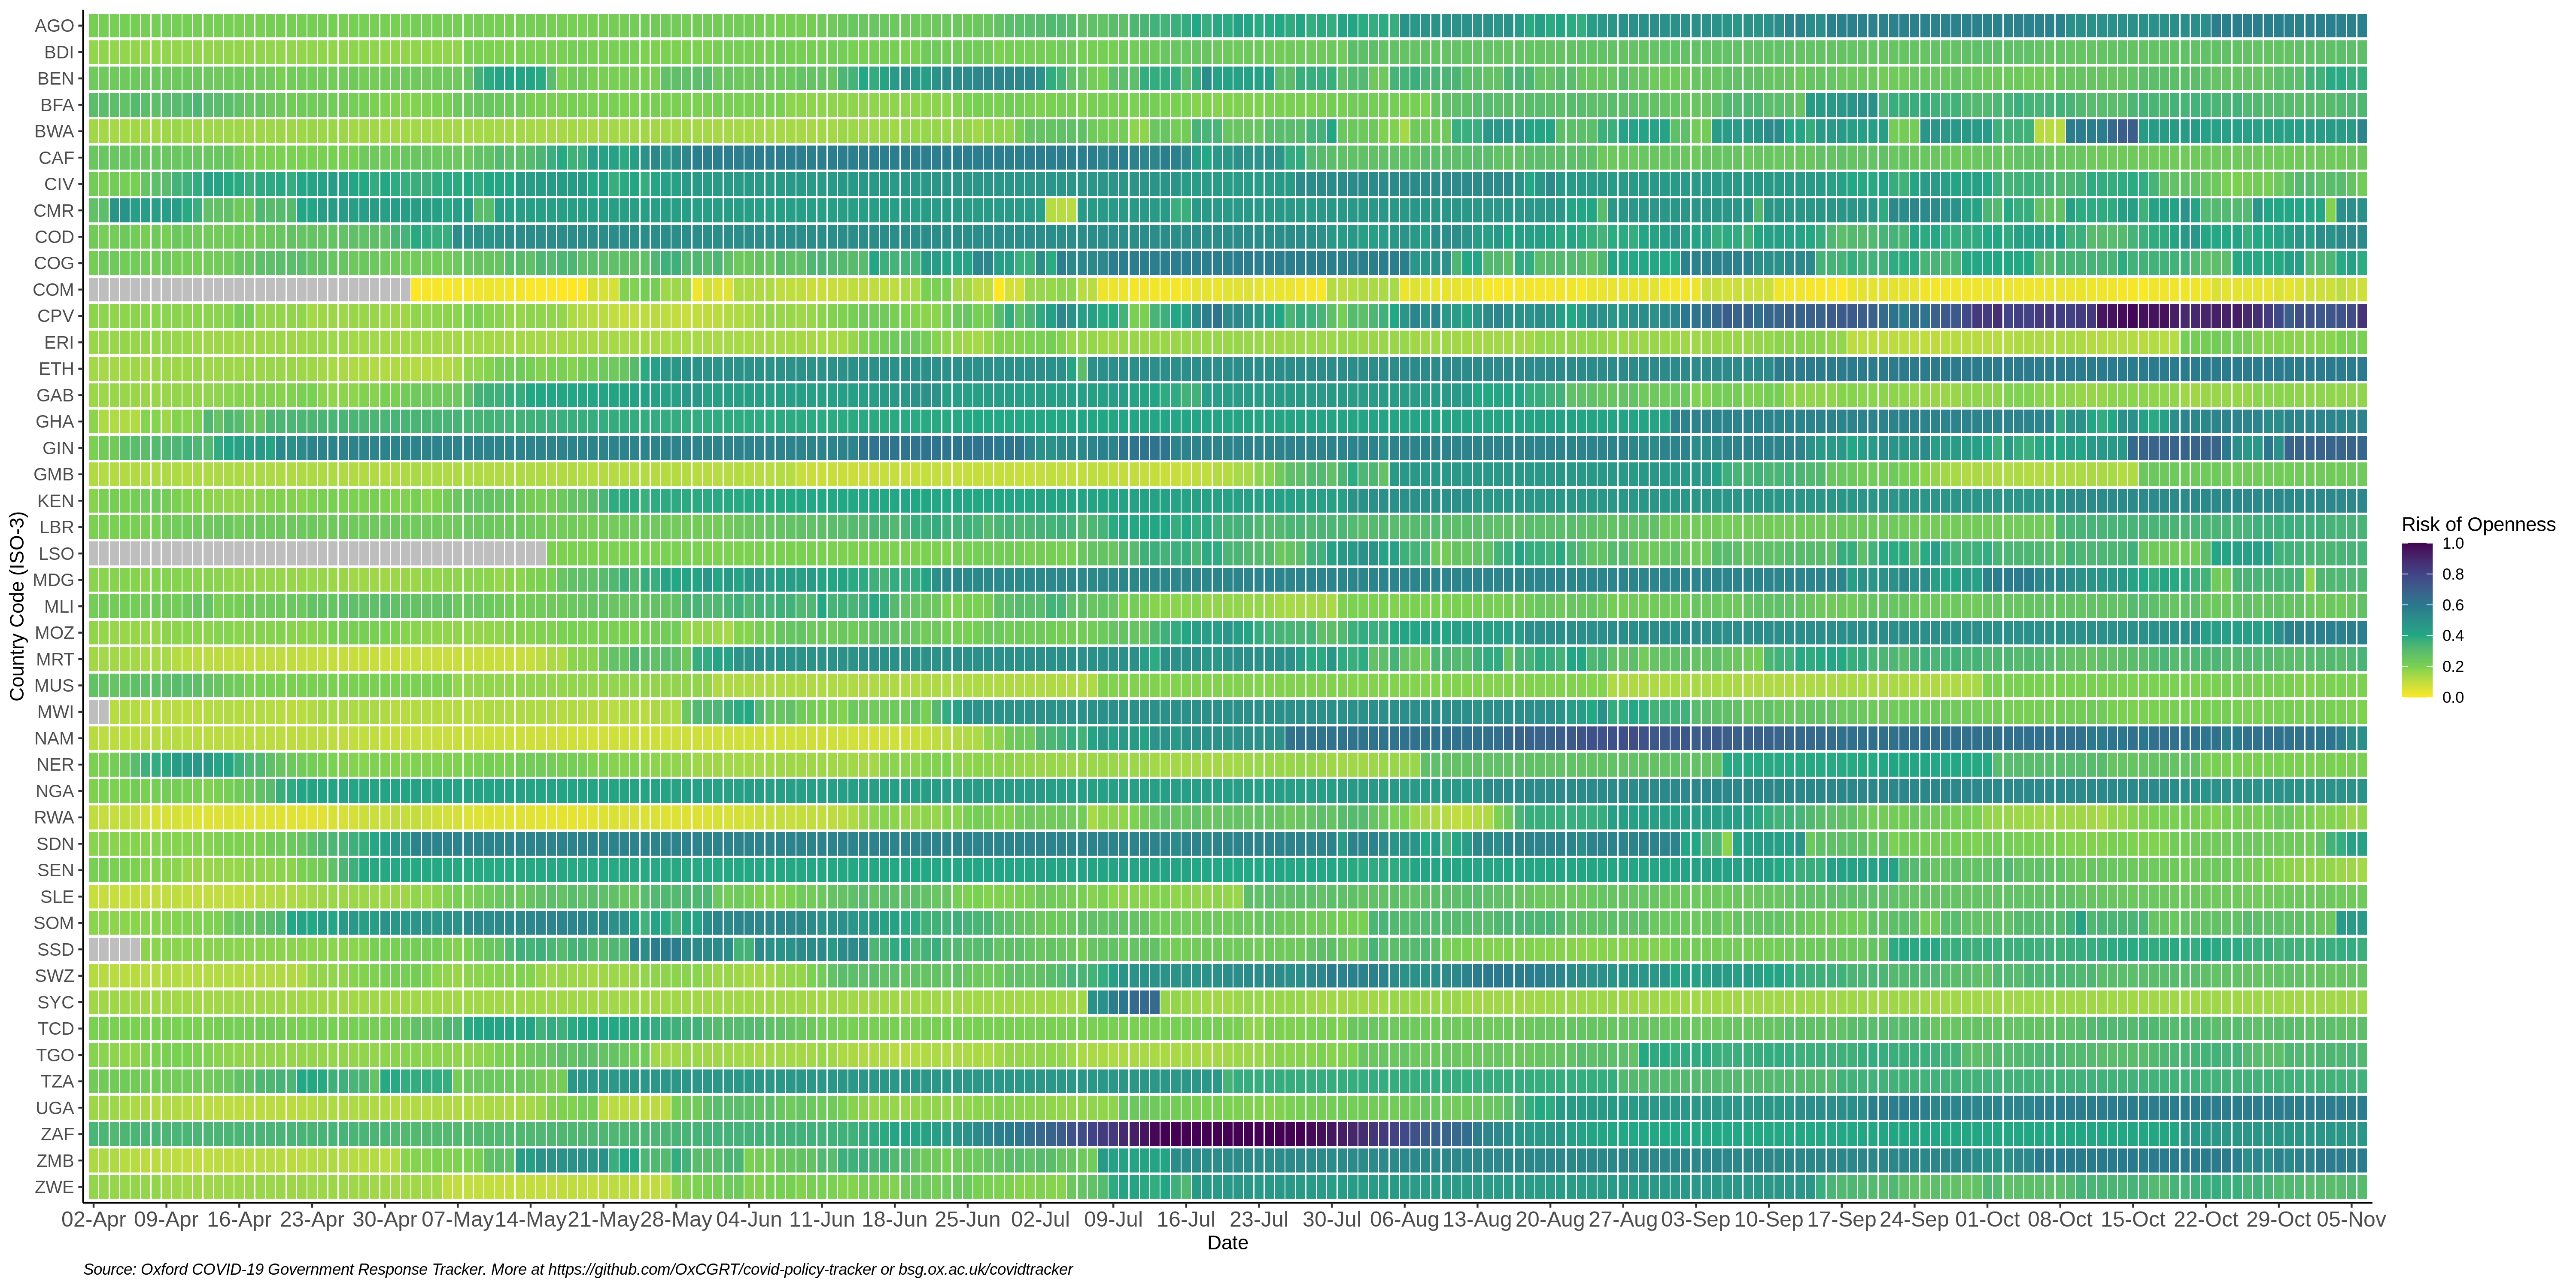 AGO
BDI
BEN
BFA
BWA
CAF
CIV
CMR
COD
COG
COM
CPV
ERI
ETH
GAB
GHA
GIN
GMB
KEN
LBR
LSO
MDG
MLI
MOZ
MRT
MUS
MWI
NAM
NER
NGA
RWA
SDN
SEN
SLE
SOM
SSD
SWZ
SYC
TCD
TGO
TZA
UGA
ZAF
ZMB
ZWE
Country Code (ISO-3)
02-Apr 09-Apr 16-Apr 23-Apr 30-Apr 07-May 14-May 21-May 28-May 04-Jun 11-Jun 18-Jun 25-Jun 02-Jul 09-Jul 16-Jul 23-Jul 30-Jul 06-Aug 13-Aug 20-Aug 27-Aug 03-Sep 10-Sep 17-Sep 24-Sep 01-Oct 08-Oct 15-Oct 22-Oct 29-Oct 05-Nov
Date
Risk of Openness
1.0
0.8
0.6
0.4
0.2
0.0
Source: Oxford COVID-19 Government Response Tracker. More at https://github.com/OxCGRT/covid-policy-tracker or bsg.ox.ac.uk/covidtracker